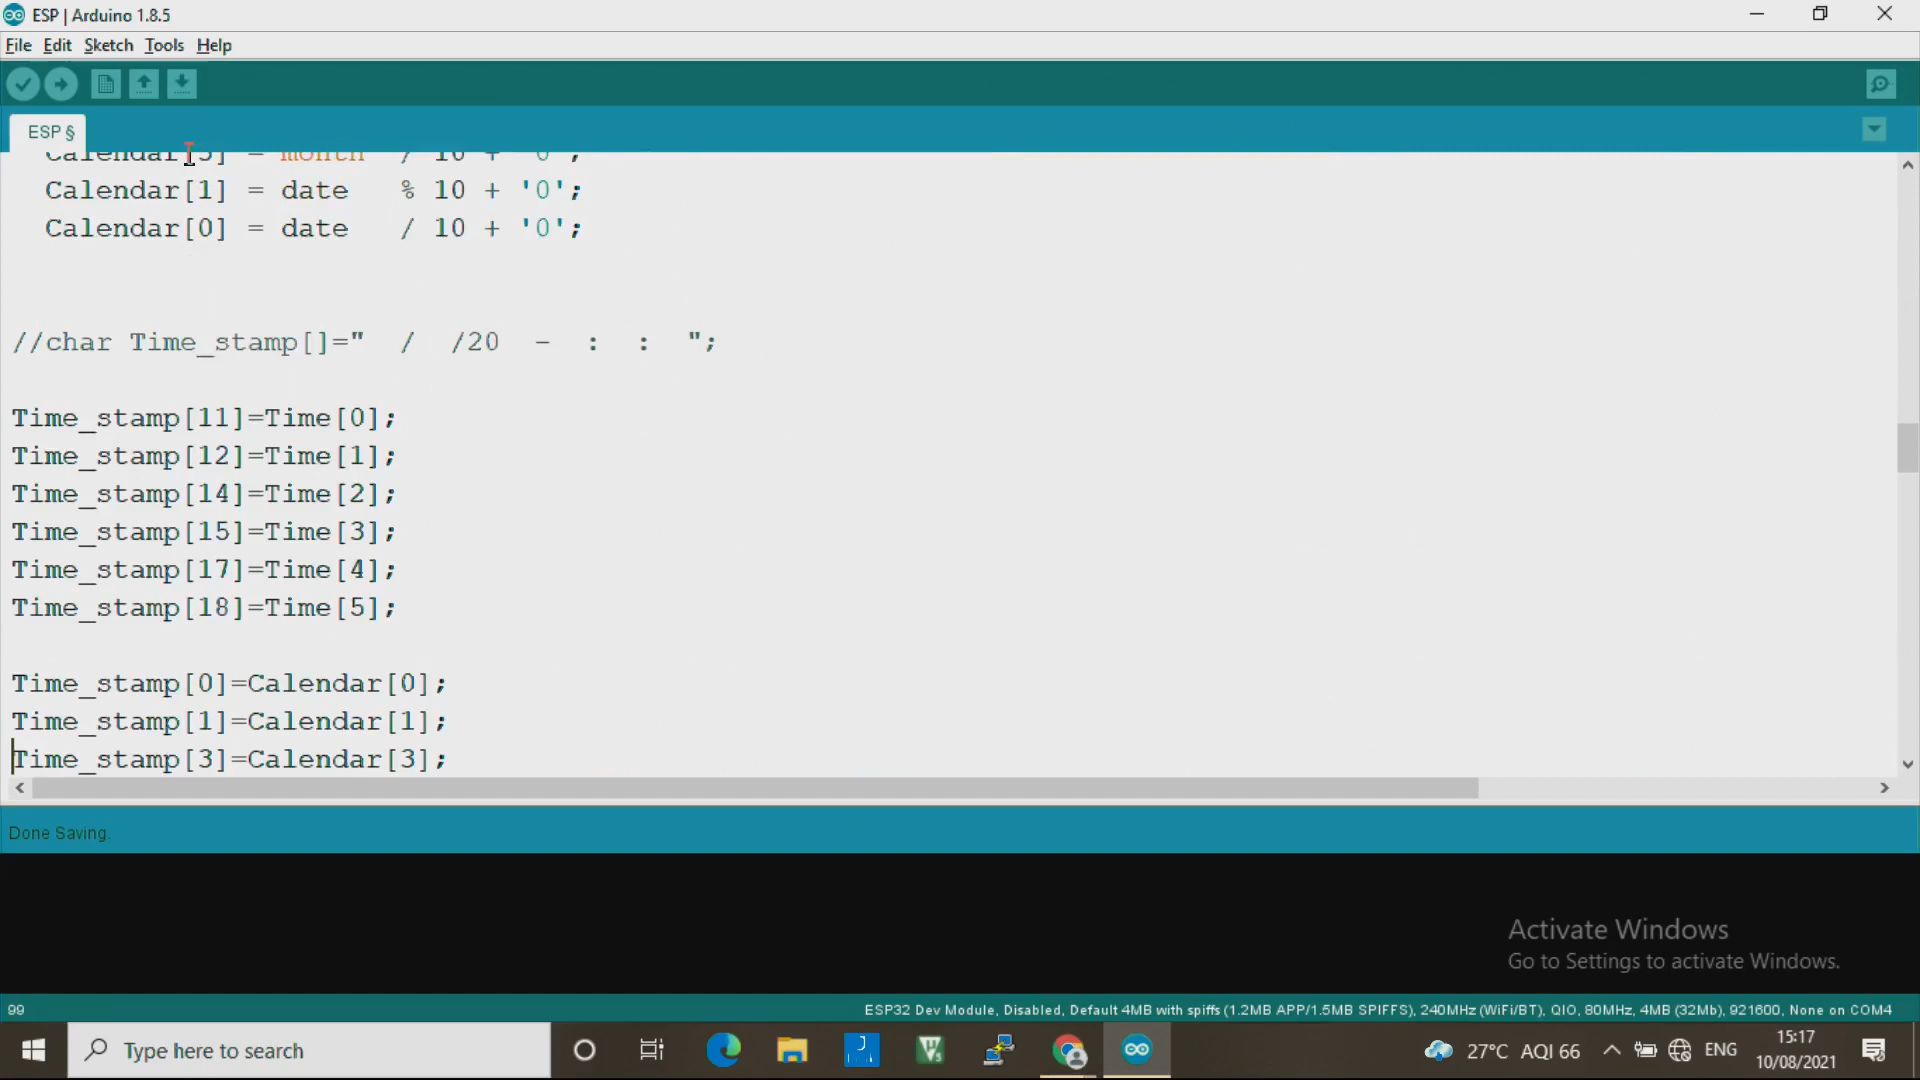 ESP | Arduino 1.8.5
File Edit Sketch Tools Help
ESP §
Calendar[3] = month / 10 + '0';
Calendar[1] = date % 10 + '0';
Calendar[0] = date / 10 + '0';
//char Time_stamp[]="  /  /20  -  :  :  ";
Time_stamp[11]=Time[0];
Time_stamp[12]=Time[1];
Time_stamp[14]=Time[2];
Time_stamp[15]=Time[3];
Time_stamp[17]=Time[4];
Time_stamp[18]=Time[5];
Time_stamp[0]=Calendar[0];
Time_stamp[1]=Calendar[1];
Time_stamp[3]=Calendar[3];
Done Saving.
Activate Windows
Go to Settings to activate Windows.
99
ESP32 Dev Module, Disabled, Default 4MB with spiffs (1.2MB APP/1.5MB SPIFFS), 240MHz (WiFi/BT), QIO, 80MHz, 4MB (32Mb), 921600, None on COM4
Type here to search
27°C AQI 66
ENG
15:17
10/08/2021